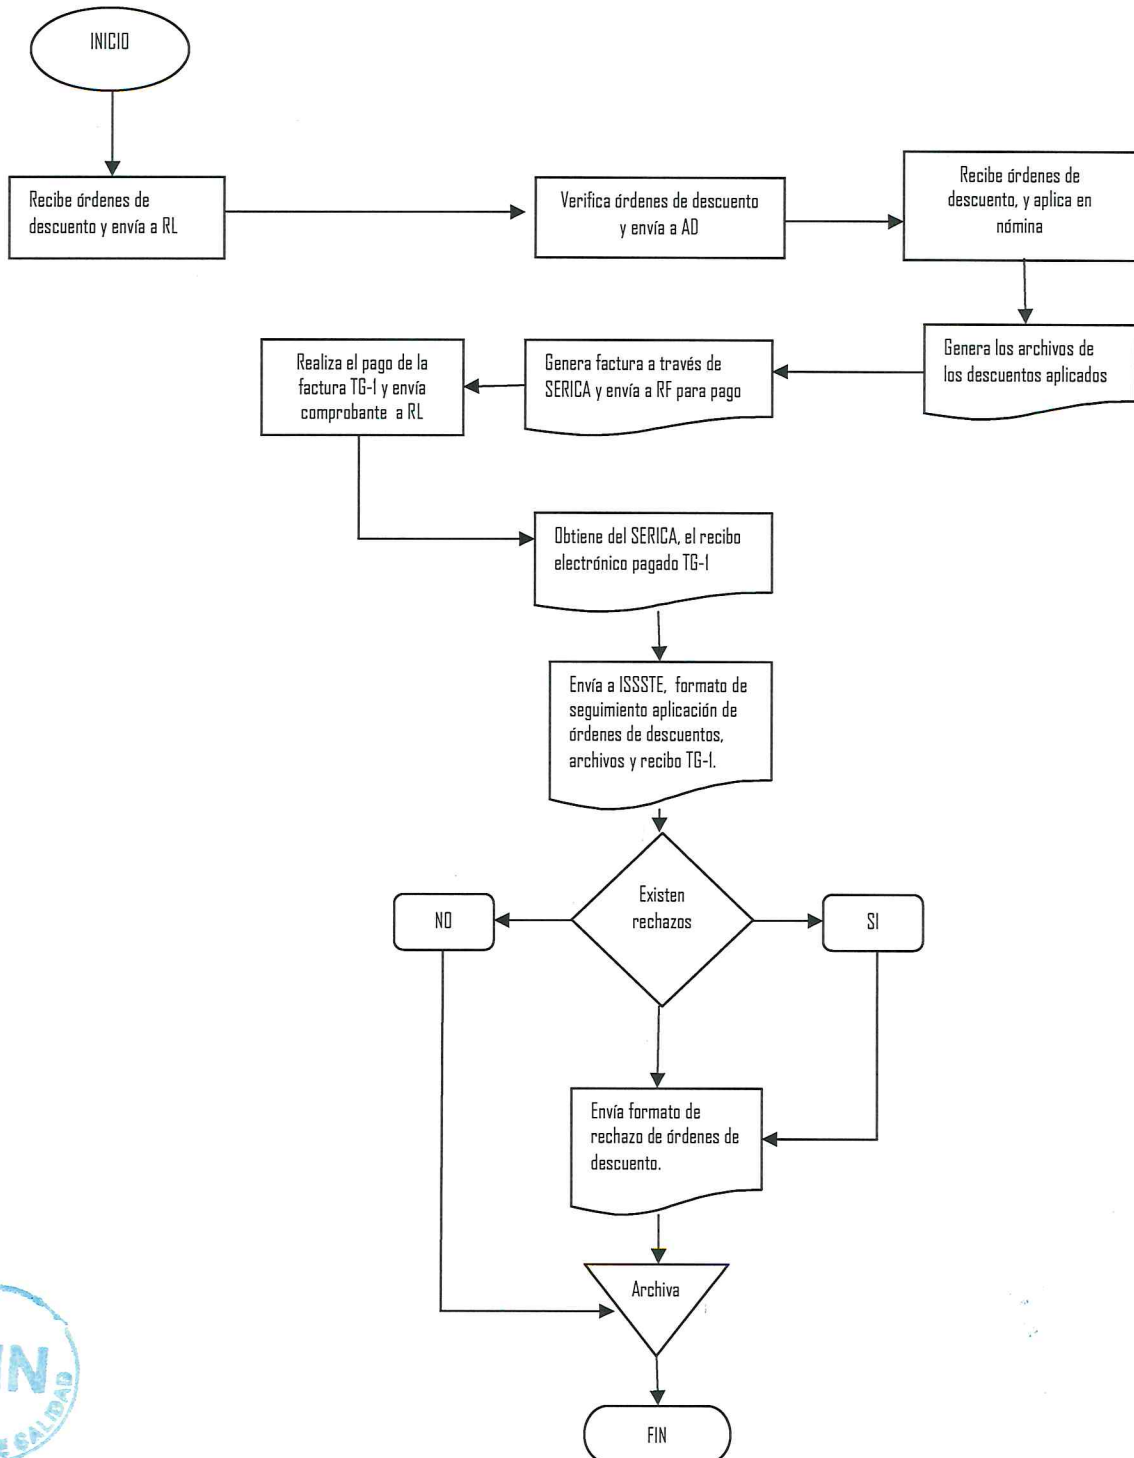 INICIO
Recibe órdenes de
descuento y envía a RL
Verifica órdenes de descuento
y envía a AD
Recibe órdenes de
descuento, y aplica en
nómina
Realiza el pago de la
factura TG-1 y envía
comprobante a RL
Genera factura a través de
SERICA y envía a RF para pago
Genera los archivos de
los descuentos aplicados
Obtiene del SERICA, el recibo
electrónico pagado TG-1
Envía a ISSSTE, formato de
seguimiento aplicación de
órdenes de descuentos,
archivos y recibo TG-1.
Existen
rechazos
NO
SI
Envía formato de
rechazo de órdenes de
descuento.
Archiva
FIN